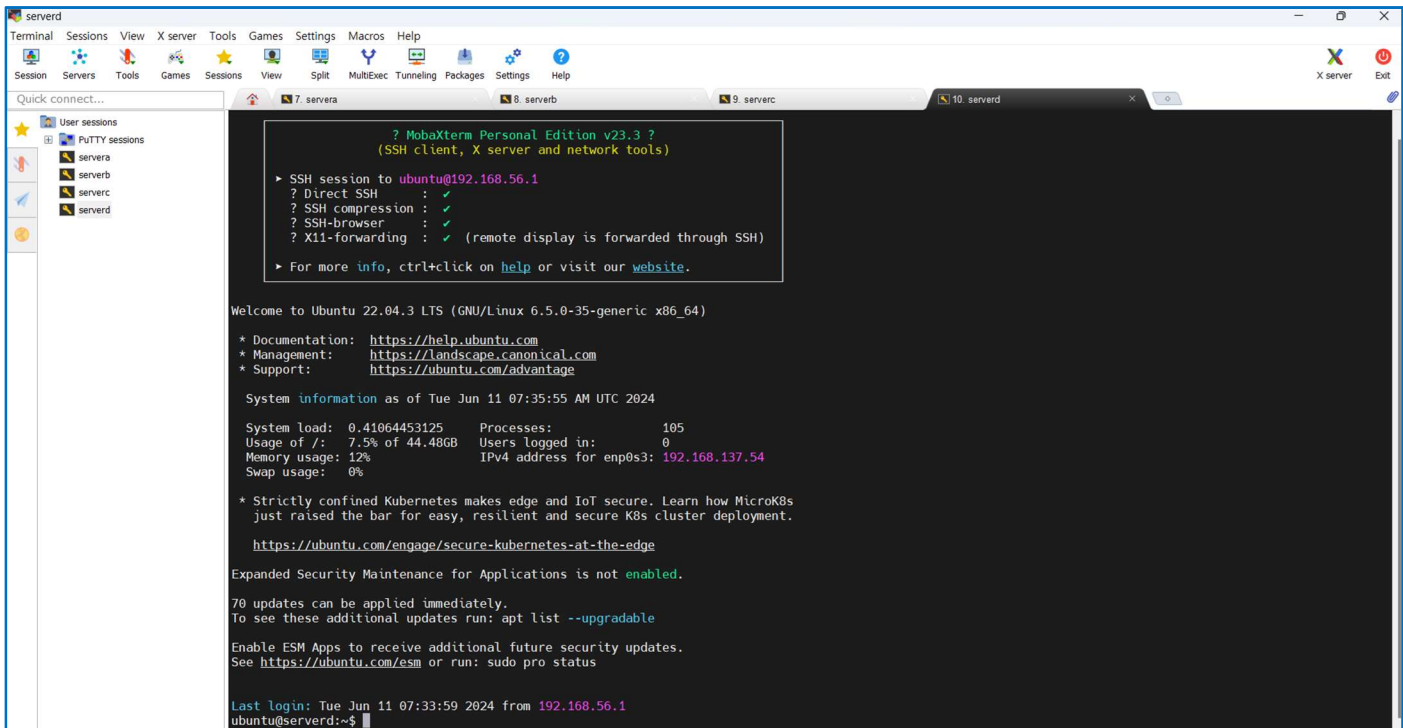 serverd
Terminal Sessions View X server Tools Games Settings Macros Help
Session Servers Tools Games Sessions View Split MultiExec Tunneling Packages Settings Help X server Exit
Quick connect...
7. servera 8. serverb 9. serverc 10. serverd
User sessions
PuTTY sessions
servera
serverb
serverc
serverd
? MobaXterm Personal Edition v23.3 ?
(SSH client, X server and network tools)
➤ SSH session to ubuntu@192.168.56.1
? Direct SSH : ✔
? SSH compression : ✔
? SSH-browser : ✔
? X11-forwarding : ✔ (remote display is forwarded through SSH)
➤ For more info, ctrl+click on help or visit our website.
Welcome to Ubuntu 22.04.3 LTS (GNU/Linux 6.5.0-35-generic x86_64)
* Documentation: https://help.ubuntu.com
* Management: https://landscape.canonical.com
* Support: https://ubuntu.com/advantage
System information as of Tue Jun 11 07:35:55 AM UTC 2024
System load: 0.41064453125 Processes: 105
Usage of /: 7.5% of 44.48GB Users logged in: 0
Memory usage: 12% IPv4 address for enp0s3: 192.168.137.54
Swap usage: 0%
* Strictly confined Kubernetes makes edge and IoT secure. Learn how MicroK8s
just raised the bar for easy, resilient and secure K8s cluster deployment.
https://ubuntu.com/engage/secure-kubernetes-at-the-edge
Expanded Security Maintenance for Applications is not enabled.
70 updates can be applied immediately.
To see these additional updates run: apt list --upgradable
Enable ESM Apps to receive additional future security updates.
See https://ubuntu.com/esm or run: sudo pro status
Last login: Tue Jun 11 07:33:59 2024 from 192.168.56.1
ubuntu@serverd:~$